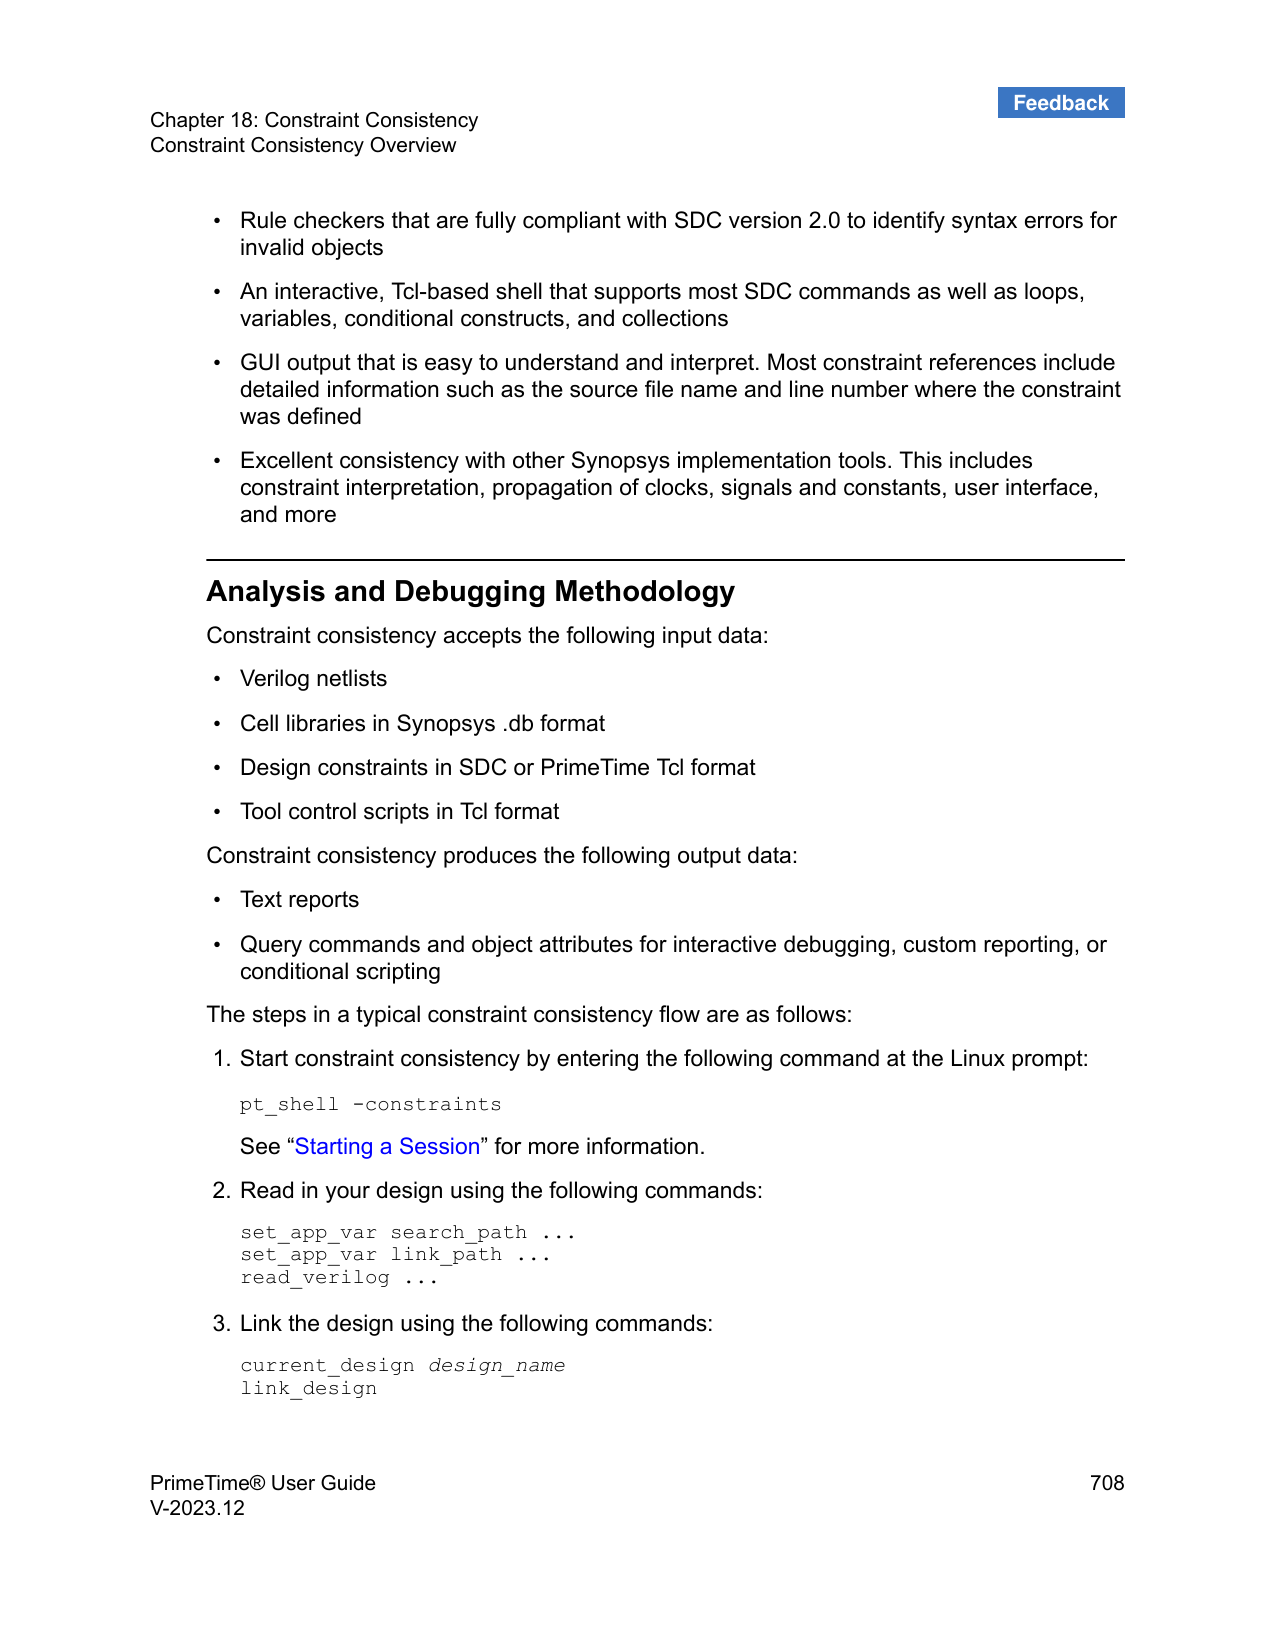 Feedback
Chapter 18: Constraint Consistency
Constraint Consistency Overview
• Rule checkers that are fully compliant with SDC version 2.0 to identify syntax errors for
invalid objects
• An interactive, Tcl-based shell that supports most SDC commands as well as loops,
variables, conditional constructs, and collections
• GUI output that is easy to understand and interpret. Most constraint references include
detailed information such as the source file name and line number where the constraint
was defined
• Excellent consistency with other Synopsys implementation tools. This includes
constraint interpretation, propagation of clocks, signals and constants, user interface,
and more
Analysis and Debugging Methodology
Constraint consistency accepts the following input data:
• Verilog netlists
• Cell libraries in Synopsys .db format
• Design constraints in SDC or PrimeTime Tcl format
• Tool control scripts in Tcl format
Constraint consistency produces the following output data:
• Text reports
• Query commands and object attributes for interactive debugging, custom reporting, or
conditional scripting
The steps in a typical constraint consistency flow are as follows:
1. Start constraint consistency by entering the following command at the Linux prompt:
pt_shell -constraints
See “Starting a Session” for more information.
2. Read in your design using the following commands:
set_app_var search_path ...
set_app_var link_path ...
read_verilog ...
3. Link the design using the following commands:
current_design design_name
link_design
PrimeTime® User Guide
V-2023.12
708